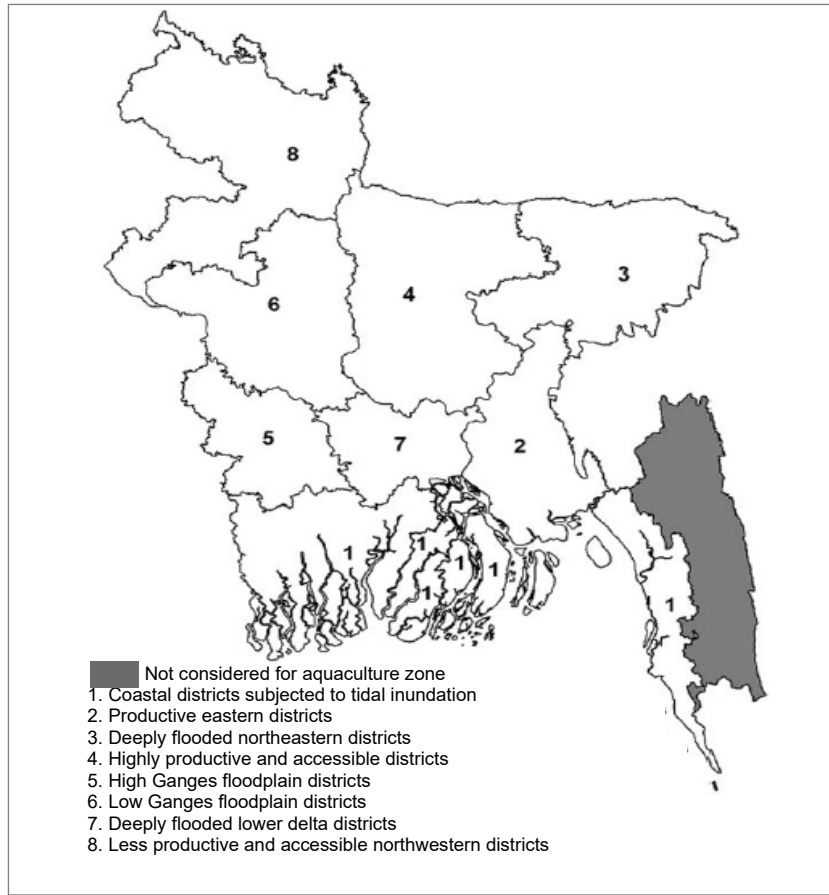 8
3
4
6
5
7
2
1
1
1
1
1
1
Not considered for aquaculture zone
1. Coastal districts subjected to tidal inundation
2. Productive eastern districts
3. Deeply flooded northeastern districts
4. Highly productive and accessible districts
5. High Ganges floodplain districts
6. Low Ganges floodplain districts
7. Deeply flooded lower delta districts
8. Less productive and accessible northwestern districts